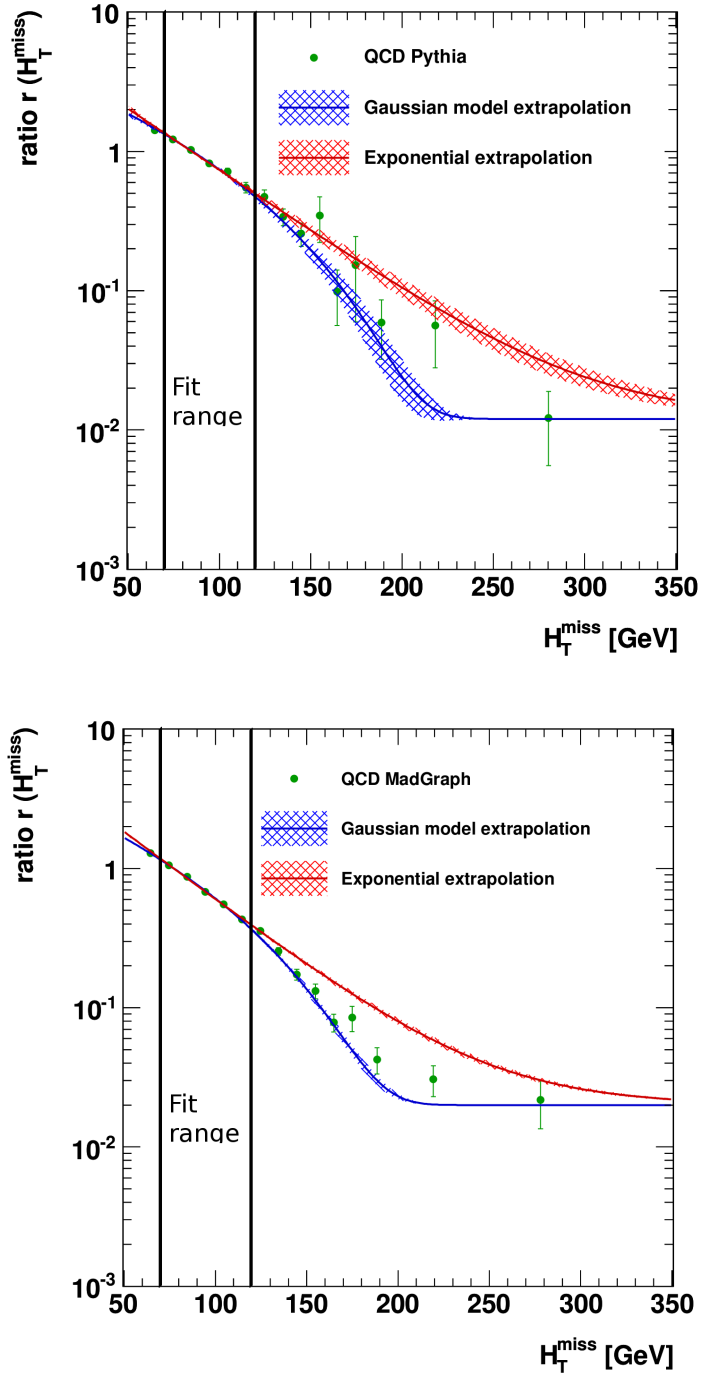 ratio r (H_T^miss)
10
1
10^-1
10^-2
10^-3
QCD Pythia
Gaussian model extrapolation
Exponential extrapolation
Fit
range
50 100 150 200 250 300 350
H_T^miss [GeV]
ratio r (H_T^miss)
10
1
10^-1
10^-2
10^-3
QCD MadGraph
Gaussian model extrapolation
Exponential extrapolation
Fit
range
50 100 150 200 250 300 350
H_T^miss [GeV]